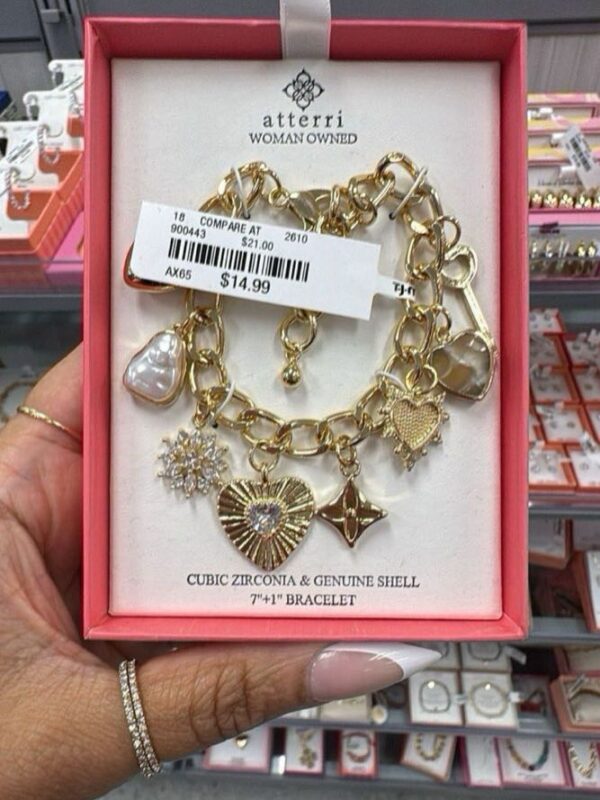 atterri
WOMAN OWNED
18 COMPARE AT 2610
900443 $21.00
AX65 $14.99
CUBIC ZIRCONIA & GENUINE SHELL
7"+1" BRACELET